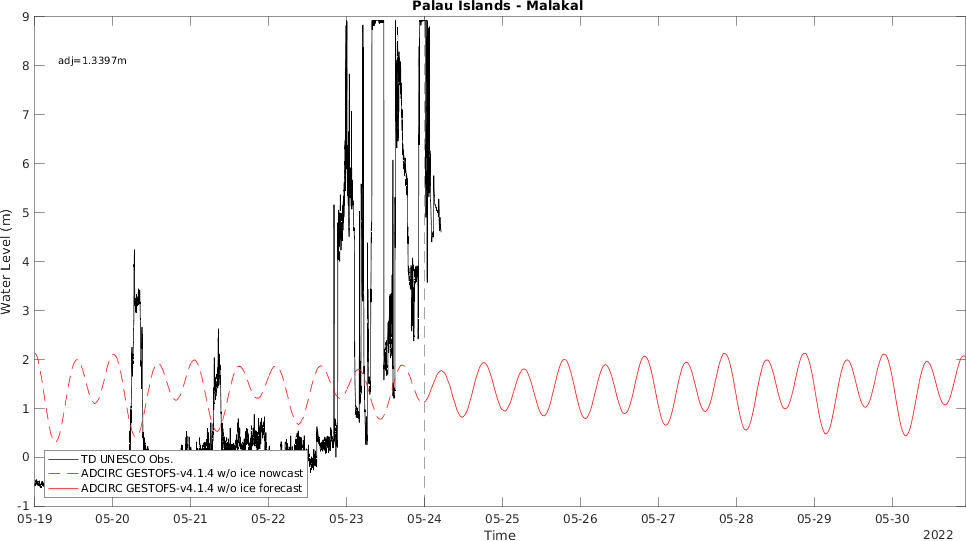 Palau Islands - Malakal
adj=1.3397m
Water Level (m)
9
8
7
6
5
4
3
2
1
0
-1
TD UNESCO Obs.
ADCIRC GESTOFS-v4.1.4 w/o ice nowcast
ADCIRC GESTOFS-v4.1.4 w/o ice forecast
05-19 05-20 05-21 05-22 05-23 05-24 05-25 05-26 05-27 05-28 05-29 05-30
Time
2022